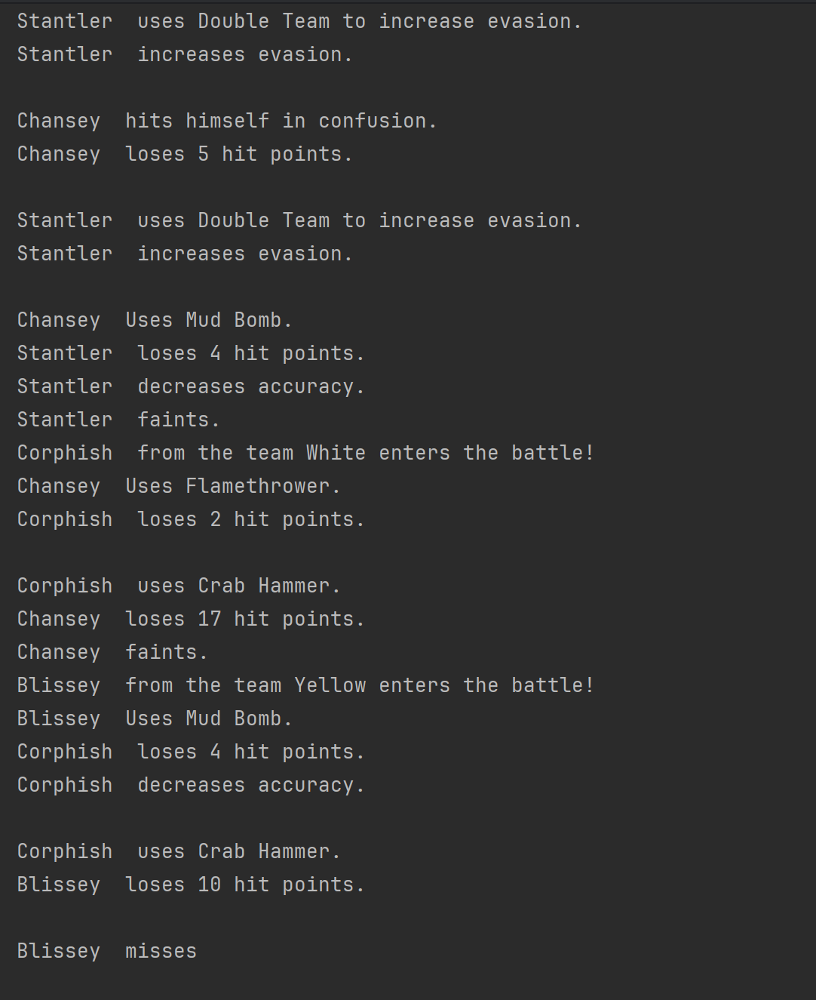 Stantler  uses Double Team to increase evasion.
Stantler  increases evasion.

Chansey  hits himself in confusion.
Chansey  loses 5 hit points.

Stantler  uses Double Team to increase evasion.
Stantler  increases evasion.

Chansey  Uses Mud Bomb.
Stantler  loses 4 hit points.
Stantler  decreases accuracy.
Stantler  faints.
Corphish  from the team White enters the battle!
Chansey  Uses Flamethrower.
Corphish  loses 2 hit points.

Corphish  uses Crab Hammer.
Chansey  loses 17 hit points.
Chansey  faints.
Blissey  from the team Yellow enters the battle!
Blissey  Uses Mud Bomb.
Corphish  loses 4 hit points.
Corphish  decreases accuracy.

Corphish  uses Crab Hammer.
Blissey  loses 10 hit points.

Blissey  misses